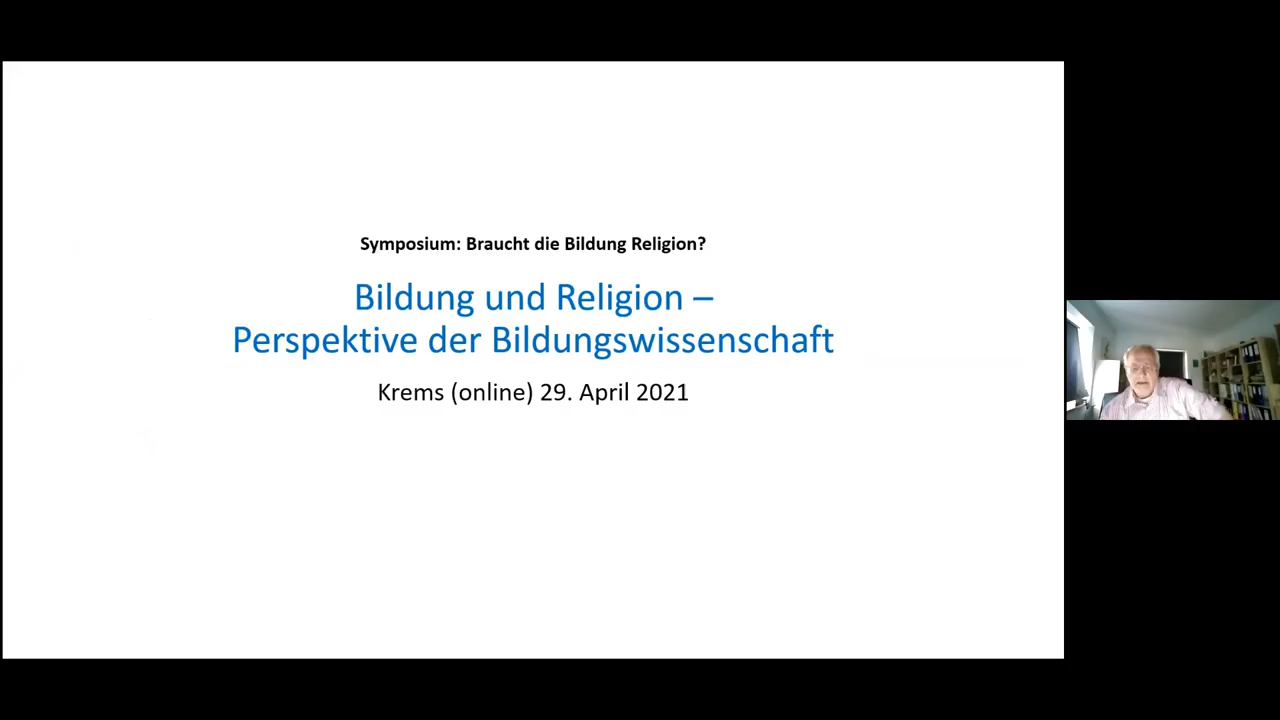 Symposium: Braucht die Bildung Religion?
Bildung und Religion –
Perspektive der Bildungswissenschaft
Krems (online) 29. April 2021